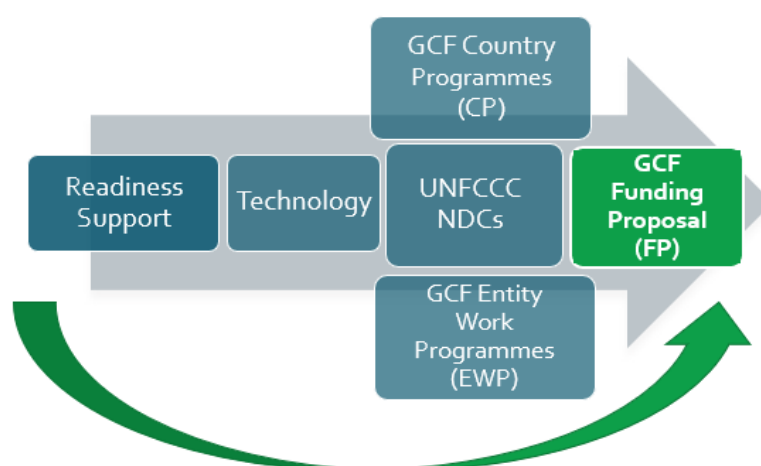 GCF Country
Programmes
(CP)
Readiness
Support
Technology
UNFCCC
NDCs
GCF
Funding
Proposal
(FP)
GCF Entity
Work
Programmes
(EWP)